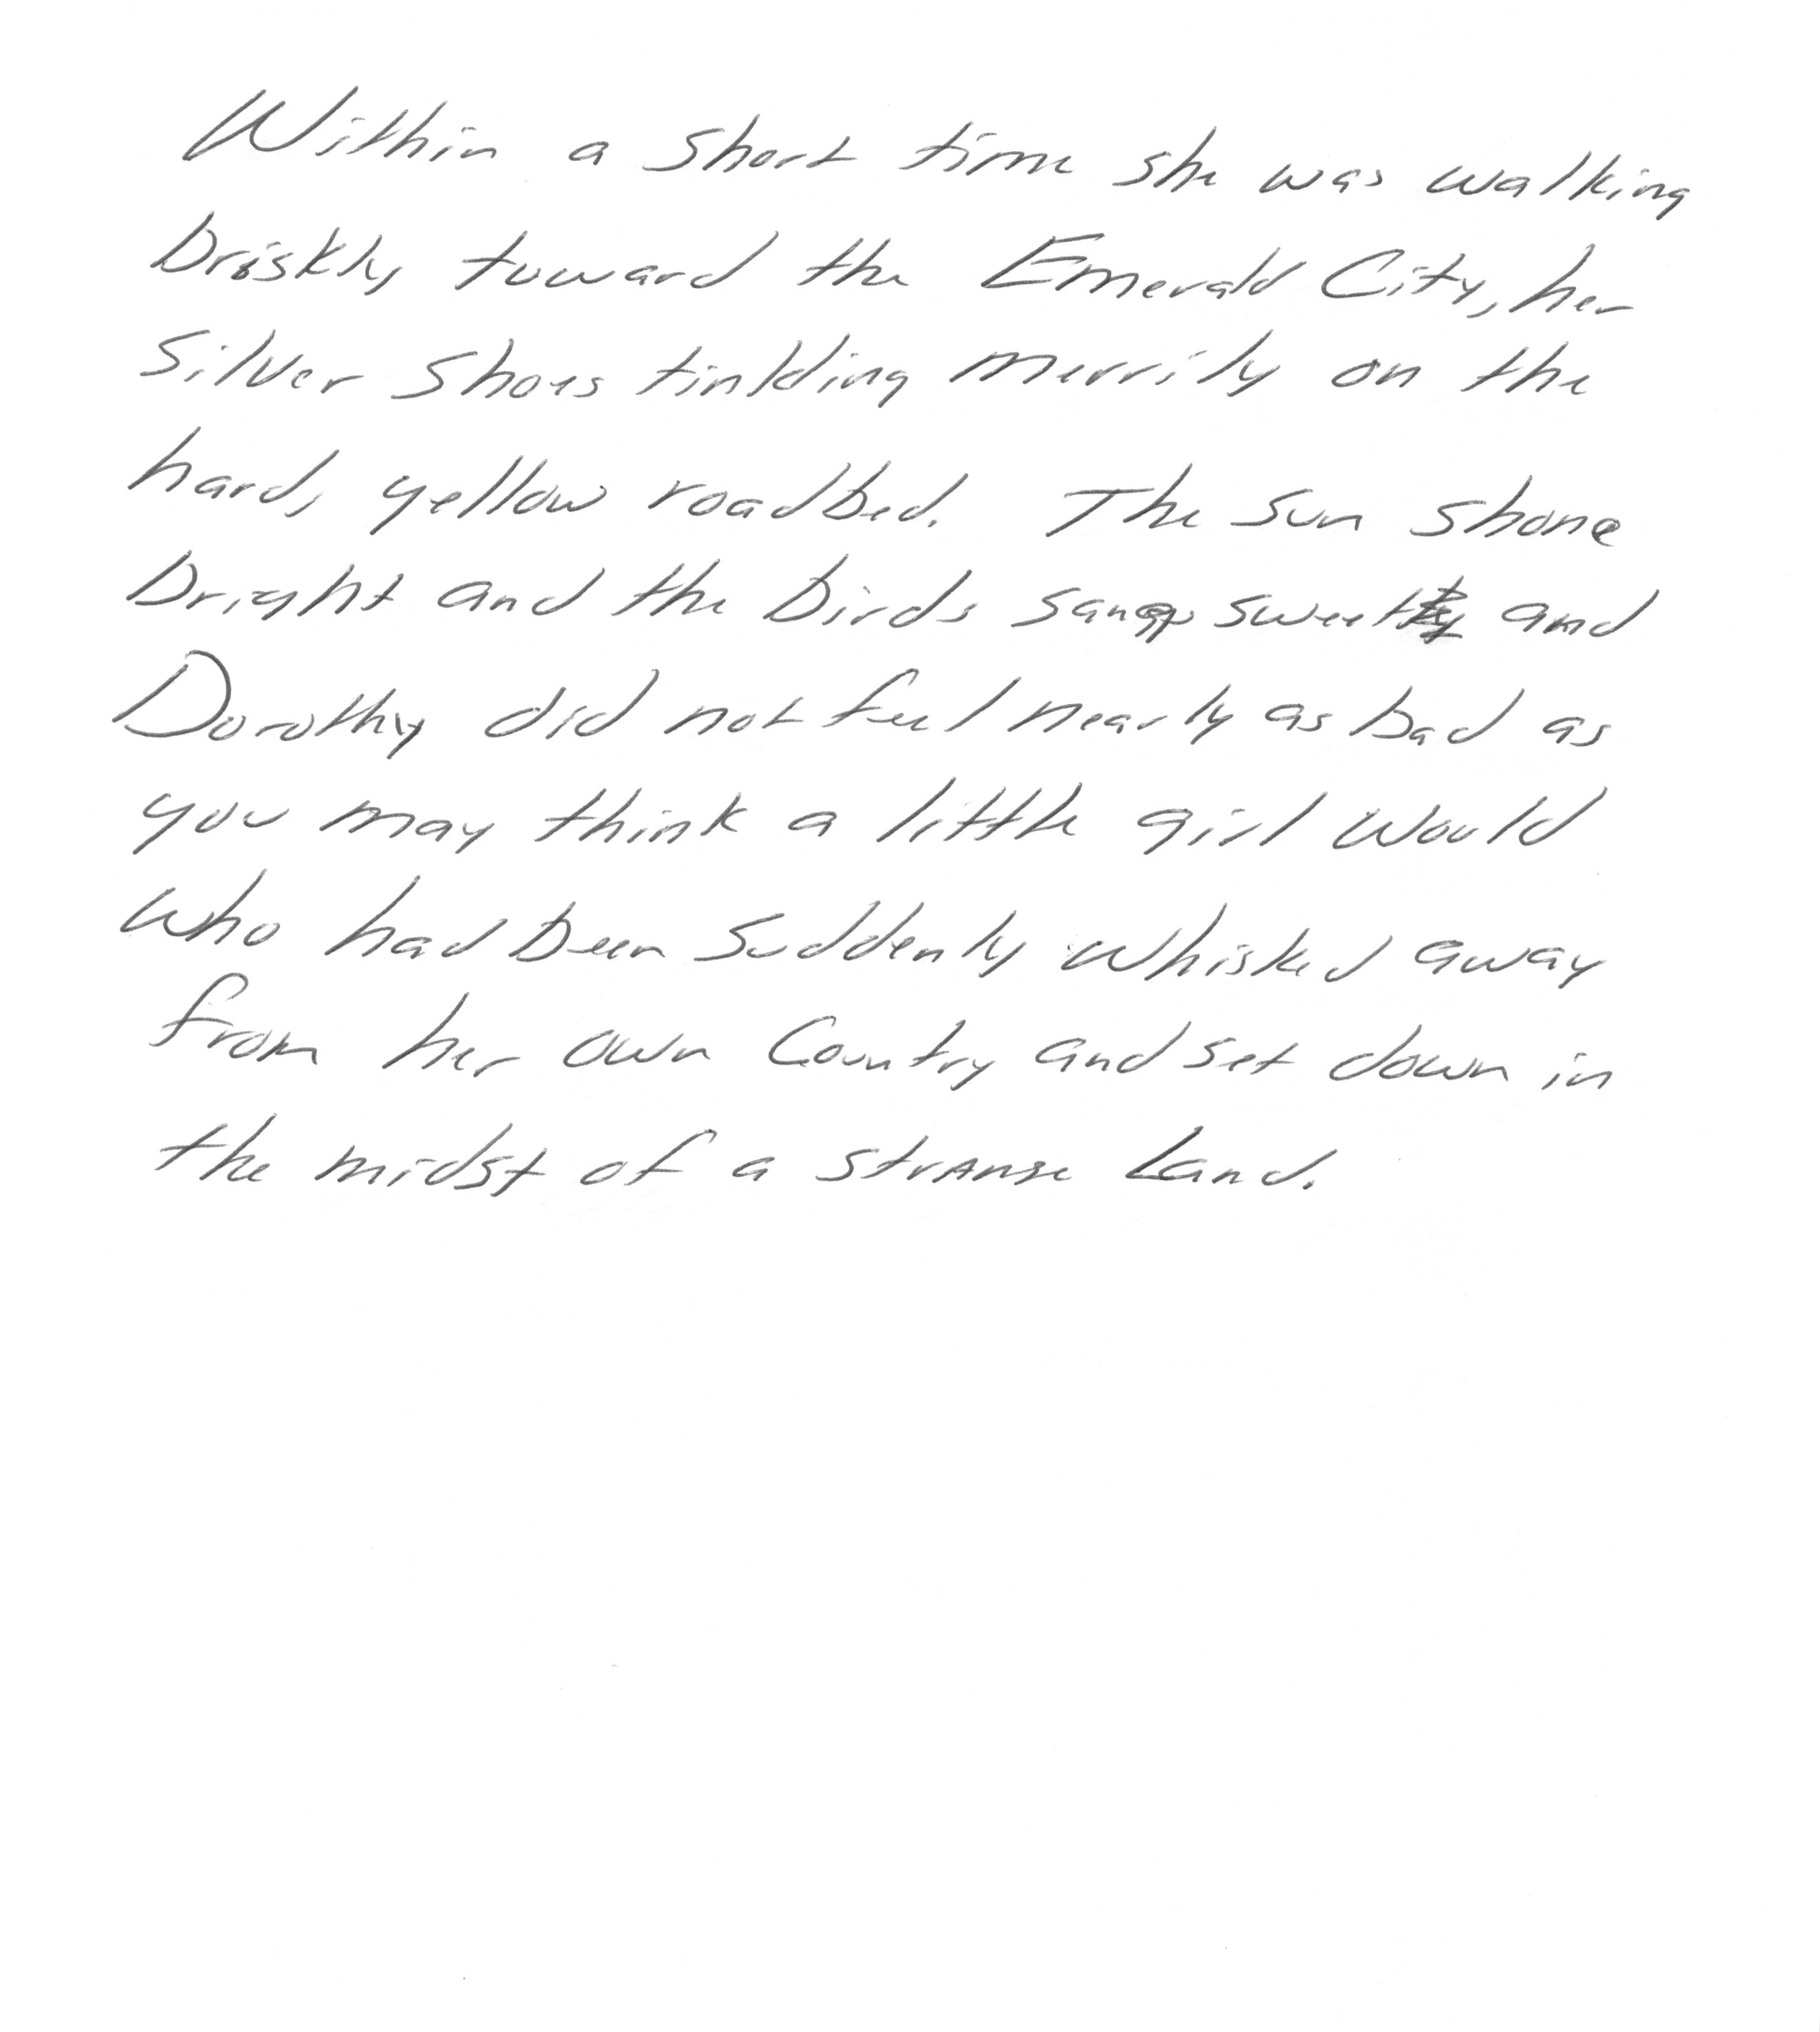 Within a short time she was walking
briskly toward the Emerald City, her
Silver Shoes tinkling merrily on the
hard, yellow roadbed. The sun shone
bright and the birds sang sweetly and
Dorothy did not feel nearly as bad as
you may think a little girl would
who had been suddenly whisked away
from her own Country and set down in
the midst of a strange land.